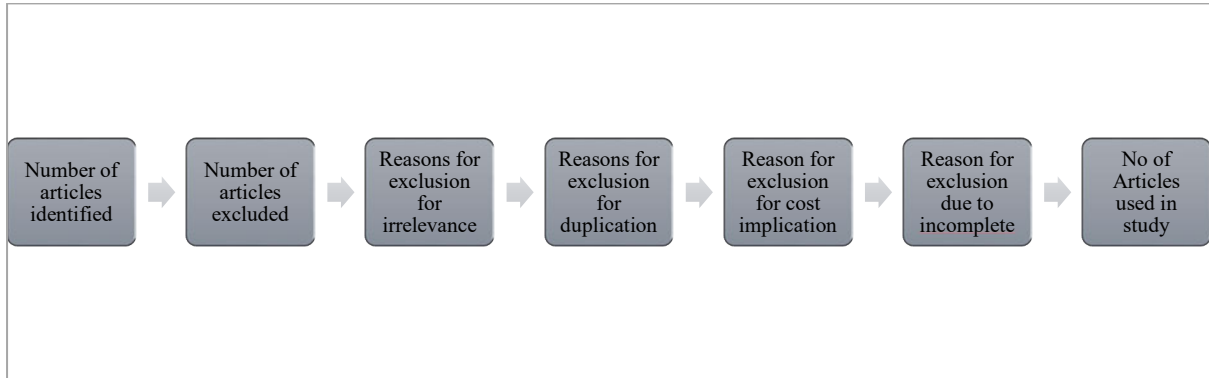 Number of
articles
identified
Number of
articles
excluded
Reasons for
exclusion
for
irrelevance
Reasons for
exclusion
for
duplication
Reason for
exclusion
for cost
implication
Reason for
exclusion
due to
incomplete
No of
Articles
used in
study